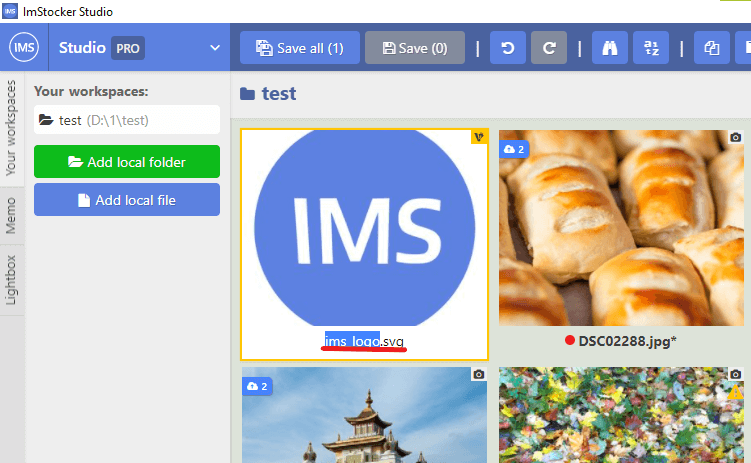 IMS ImStocker Studio
IMS Studio PRO
Save all (1) Save (0)
Your workspaces
Memo
Lightbox
Your workspaces:
test (D:\1\test)
Add local folder
Add local file
test
IMS
ims_logo.svg
2
DSC02288.jpg*
2